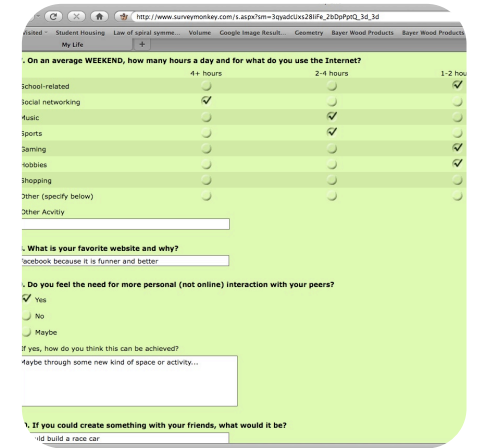 http://www.surveymonkey.com/s.aspx?sm=3qyadcUxs28IiFe_2bDpPptQ_3d_3d
Visited Student Housing Law of spiral symme... Volume Google Image Result... Geometry Bayer Wood Products Bayer Wood Products
My Life +
. On an average WEEKEND, how many hours a day and for what do you use the Internet?
4+ hours 2-4 hours 1-2 hou
School-related
Social networking
Music
Sports
Gaming
Hobbies
Shopping
Other (specify below)
Other Acvitiy
. What is your favorite website and why?
facebook because it is funner and better
. Do you feel the need for more personal (not online) interaction with your peers?
Yes
No
Maybe
If yes, how do you think this can be achieved?
Maybe through some new kind of space or activity...
0. If you could create something with your friends, what would it be?
build a race car